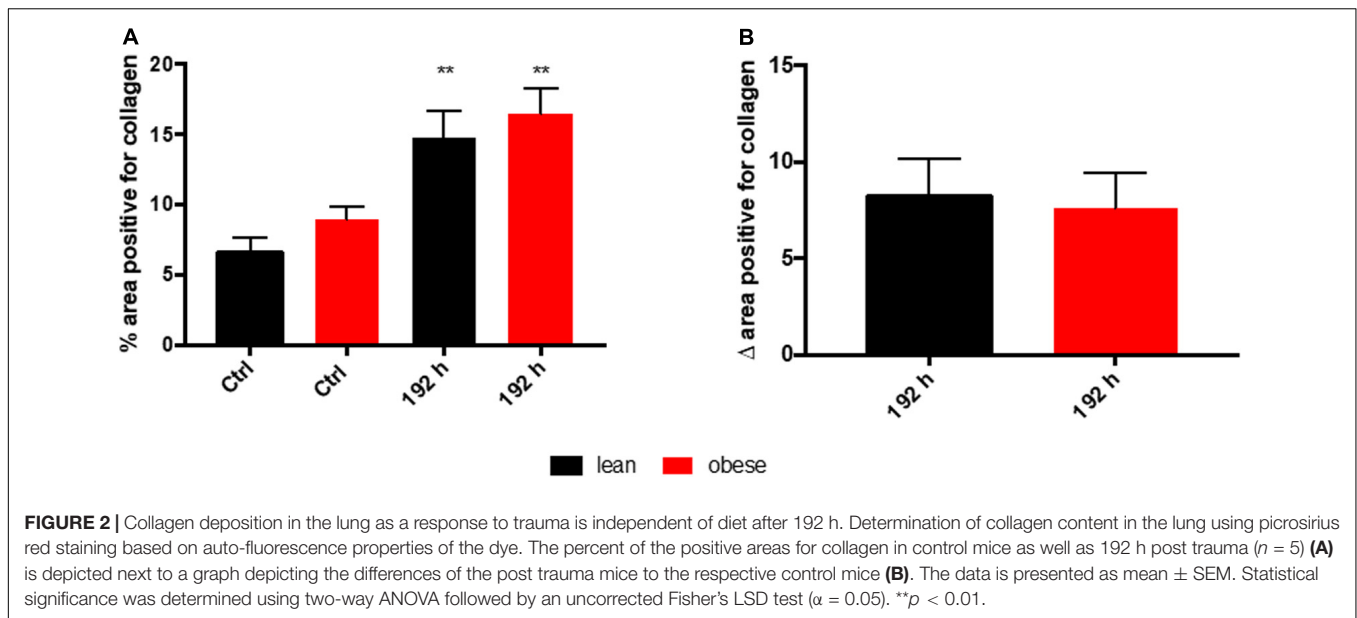 A
% area positive for collagen
20
**
**
15
10
5
0
Ctrl
Ctrl
192 h
192 h
B
Δ area positive for collagen
15
10
5
0
192 h
192 h
lean
obese
FIGURE 2 | Collagen deposition in the lung as a response to trauma is independent of diet after 192 h. Determination of collagen content in the lung using picrosirius
red staining based on auto-fluorescence properties of the dye. The percent of the positive areas for collagen in control mice as well as 192 h post trauma (n = 5) (A)
is depicted next to a graph depicting the differences of the post trauma mice to the respective control mice (B). The data is presented as mean ± SEM. Statistical
significance was determined using two-way ANOVA followed by an uncorrected Fisher's LSD test (α = 0.05). **p < 0.01.